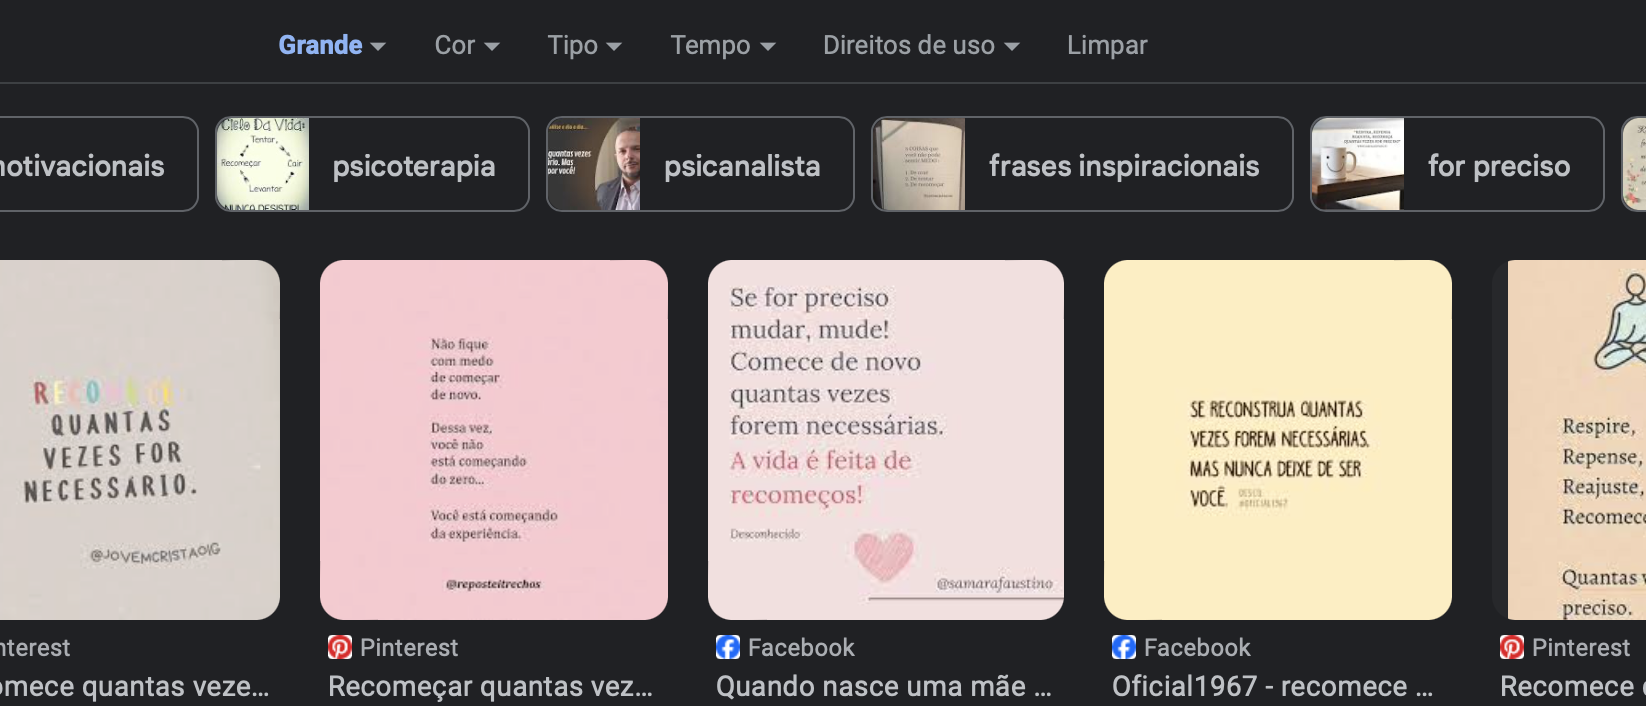 Grande
Cor
Tipo
Tempo
Direitos de uso
Limpar
otivacionais
Ciclo Da Vida:
Tentar,
Recomeçar
Cair
Levantar
NUNCA DESISTIR!
psicoterapia
quantas vezes
psicanalista
frases inspiracionais
for preciso
RECOMECE
QUANTAS
VEZES FOR
NECESSÁRIO.
@JOVEMCRISTAOIG
nterest
omece quantas veze...
Não fique
com medo
de começar
de novo.
Dessa vez,
você não
está começando
do zero...
Você está começando
da experiência.
@reposteitrechos
Pinterest
Recomeçar quantas vez...
Se for preciso
mudar, mude!
Comece de novo
quantas vezes
forem necessárias.
A vida é feita de
recomeços!
Desconhecido
@samarafaustino
Facebook
Quando nasce uma mãe ...
SE RECONSTRUA QUANTAS
VEZES FOREM NECESSÁRIAS,
MAS NUNCA DEIXE DE SER
VOCÊ.
@OFICIAL1967
Facebook
Oficial1967 - recomece ...
Respire,
Repense,
Reajuste,
Recomece
Quantas v
preciso.
Pinterest
Recomece